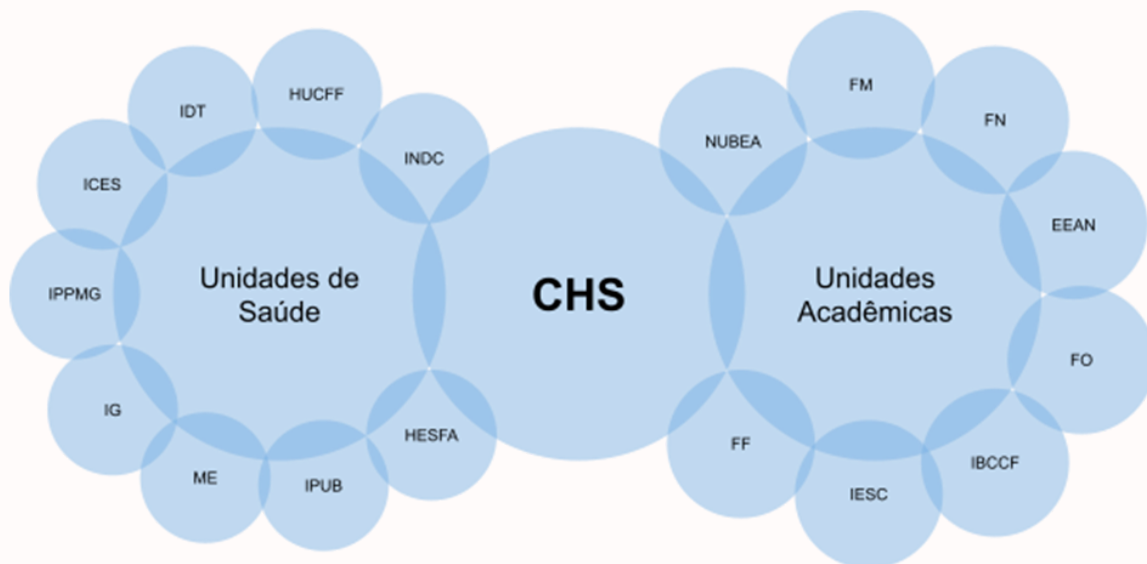 HUCFF
IDT
INDC
ICES
IPPMG
Unidades de
Saúde
IG
ME
IPUB
HESFA
CHS
FM
NUBEA
FN
EEAN
Unidades
Acadêmicas
FO
FF
IBCCF
IESC